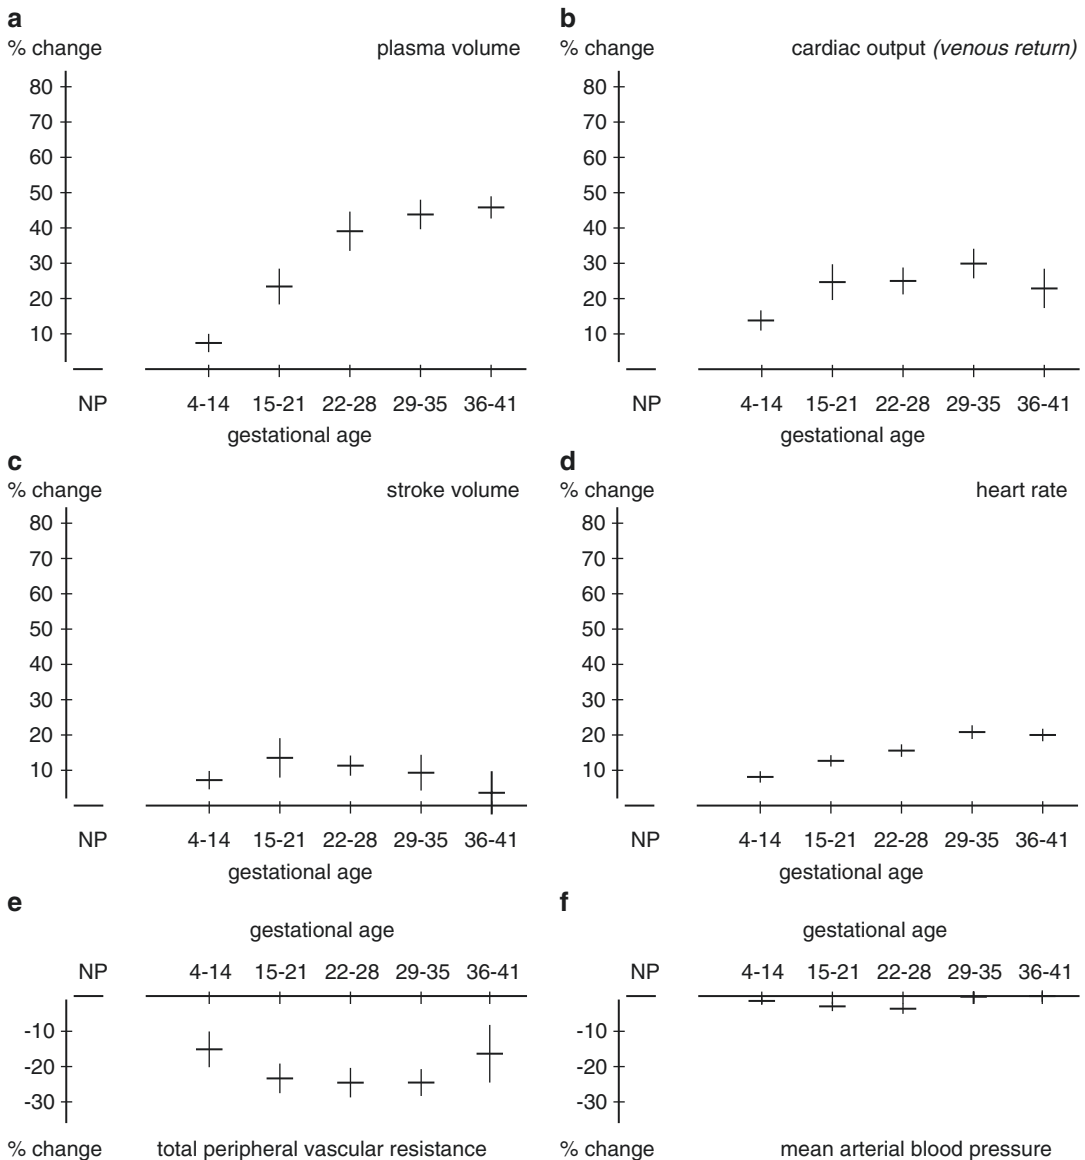 a
% change plasma volume
80
70
60
50
40
30
20
10
NP 4-14 15-21 22-28 29-35 36-41
gestational age
b
% change cardiac output (venous return)
80
70
60
50
40
30
20
10
NP 4-14 15-21 22-28 29-35 36-41
gestational age
c
% change stroke volume
80
70
60
50
40
30
20
10
NP 4-14 15-21 22-28 29-35 36-41
gestational age
d
% change heart rate
80
70
60
50
40
30
20
10
NP 4-14 15-21 22-28 29-35 36-41
gestational age
e
gestational age
NP 4-14 15-21 22-28 29-35 36-41
-10
-20
-30
% change total peripheral vascular resistance
f
gestational age
NP 4-14 15-21 22-28 29-35 36-41
-10
-20
-30
% change mean arterial blood pressure